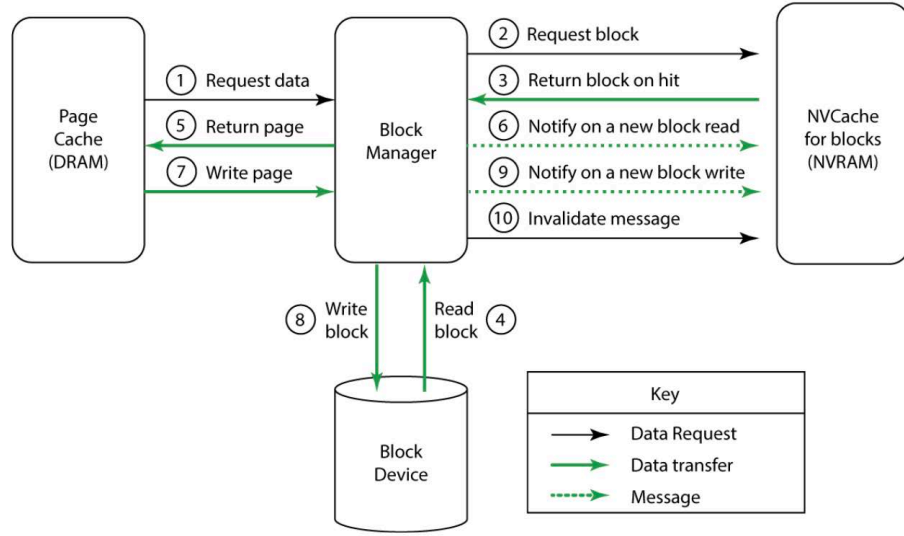 Page
Cache
(DRAM)
1 Request data
5 Return page
7 Write page
Block
Manager
2 Request block
3 Return block on hit
6 Notify on a new block read
9 Notify on a new block write
10 Invalidate message
NVCache
for blocks
(NVRAM)
8 Write
block
Read
block 4
Block
Device
Key
Data Request
Data transfer
Message